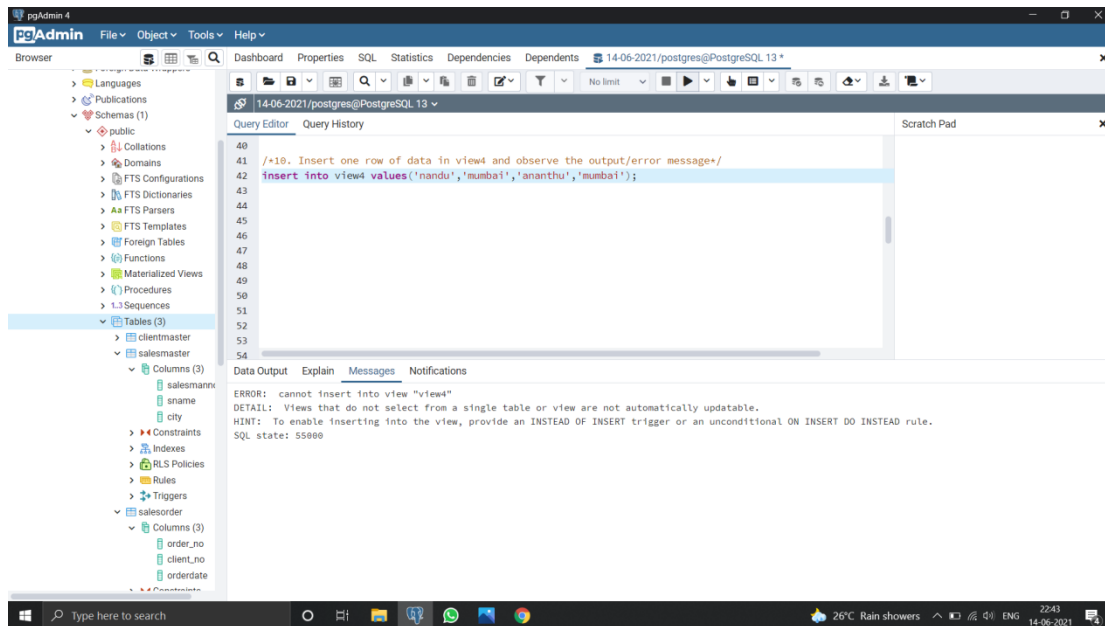 pgAdmin 4
pgAdmin File Object Tools Help
Browser Dashboard Properties SQL Statistics Dependencies Dependents 14-06-2021/postgres@PostgreSQL 13 *
No limit
14-06-2021/postgres@PostgreSQL 13
Query Editor Query History
Scratch Pad
40
41 /*10. Insert one row of data in view4 and observe the output/error message*/
42 insert into view4 values('nandu','mumbai','ananthu','mumbai');
43
44
45
46
47
48
49
50
51
52
53
54
Languages
Publications
Schemas (1)
public
Collations
Domains
FTS Configurations
FTS Dictionaries
Aa FTS Parsers
FTS Templates
Foreign Tables
Functions
Materialized Views
Procedures
1..3 Sequences
Tables (3)
clientmaster
salesmaster
Columns (3)
salesmanno
sname
city
Constraints
Indexes
RLS Policies
Rules
Triggers
salesorder
Columns (3)
order_no
client_no
orderdate
Data Output Explain Messages Notifications
ERROR: cannot insert into view "view4"
DETAIL: Views that do not select from a single table or view are not automatically updatable.
HINT: To enable inserting into the view, provide an INSTEAD OF INSERT trigger or an unconditional ON INSERT DO INSTEAD rule.
SQL state: 55000
Type here to search
26°C Rain showers
ENG
22:43
14-06-2021
4